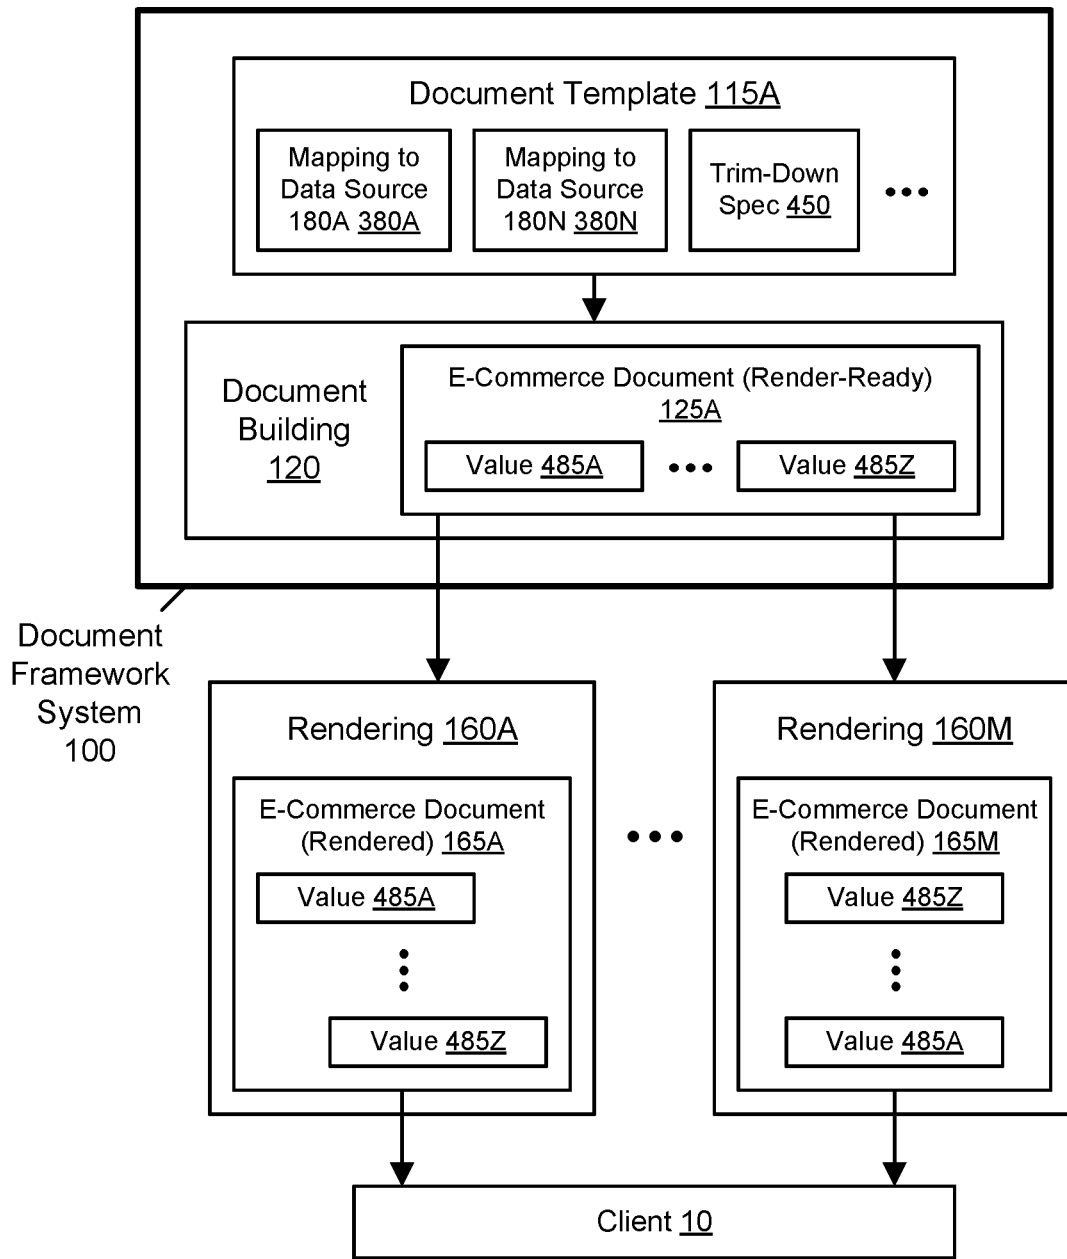 Document Template 115A
Mapping to
Data Source
180A 380A
Mapping to
Data Source
180N 380N
Trim-Down
Spec 450
Document
Building
120
E-Commerce Document (Render-Ready)
125A
Value 485A
Value 485Z
Document
Framework
System
100
Rendering 160A
E-Commerce Document
(Rendered) 165A
Value 485A
Value 485Z
Rendering 160M
E-Commerce Document
(Rendered) 165M
Value 485Z
Value 485A
Client 10